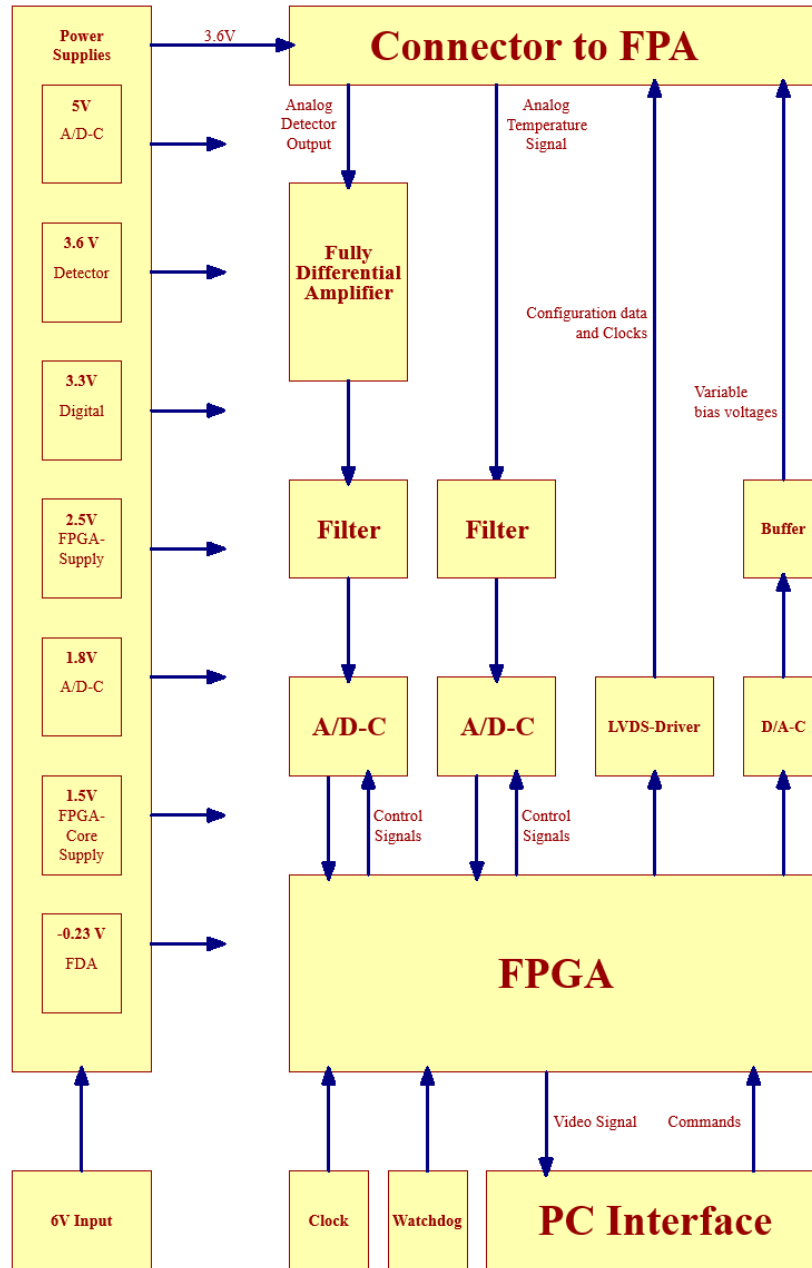 Power
Supplies
3.6V
Connector to FPA
5V
A/D-C
Analog
Detector
Output
Analog
Temperature
Signal
3.6 V
Detector
Fully
Differential
Amplifier
Configuration data
and Clocks
3.3V
Digital
Variable
bias voltages
2.5V
FPGA-
Supply
Filter
Filter
Buffer
1.8V
A/D-C
A/D-C
A/D-C
LVDS-Driver
D/A-C
1.5V
FPGA-
Core
Supply
Control
Signals
Control
Signals
-0.23 V
FDA
FPGA
Video Signal
Commands
6V Input
Clock
Watchdog
PC Interface